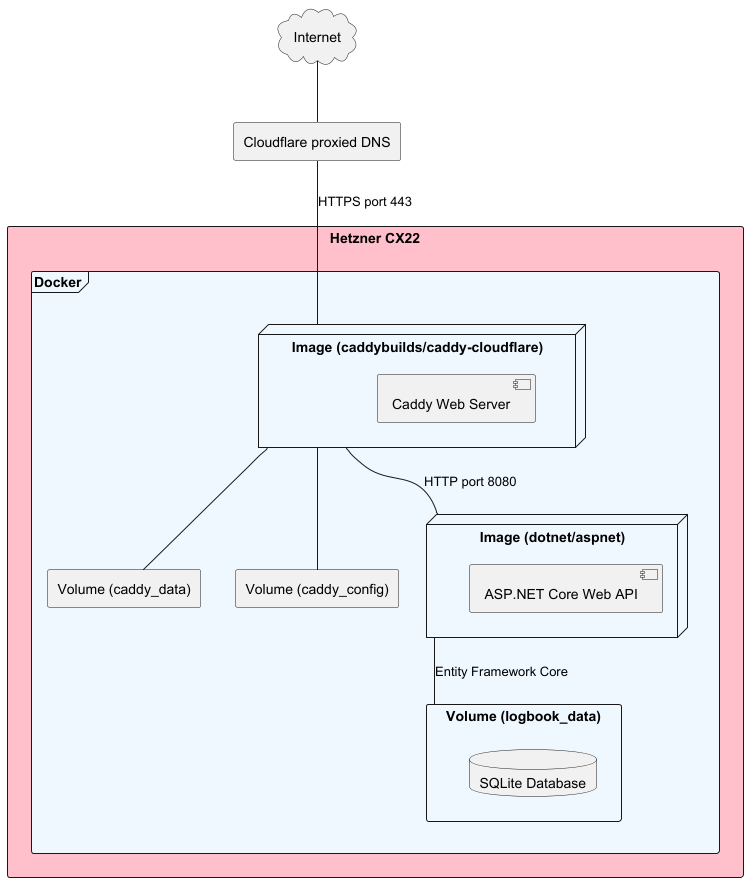 Internet
Cloudflare proxied DNS
HTTPS port 443
Hetzner CX22
Docker
Image (caddybuilds/caddy-cloudflare)
Caddy Web Server
HTTP port 8080
Image (dotnet/aspnet)
Volume (caddy_data)
Volume (caddy_config)
ASP.NET Core Web API
Entity Framework Core
Volume (logbook_data)
SQLite Database